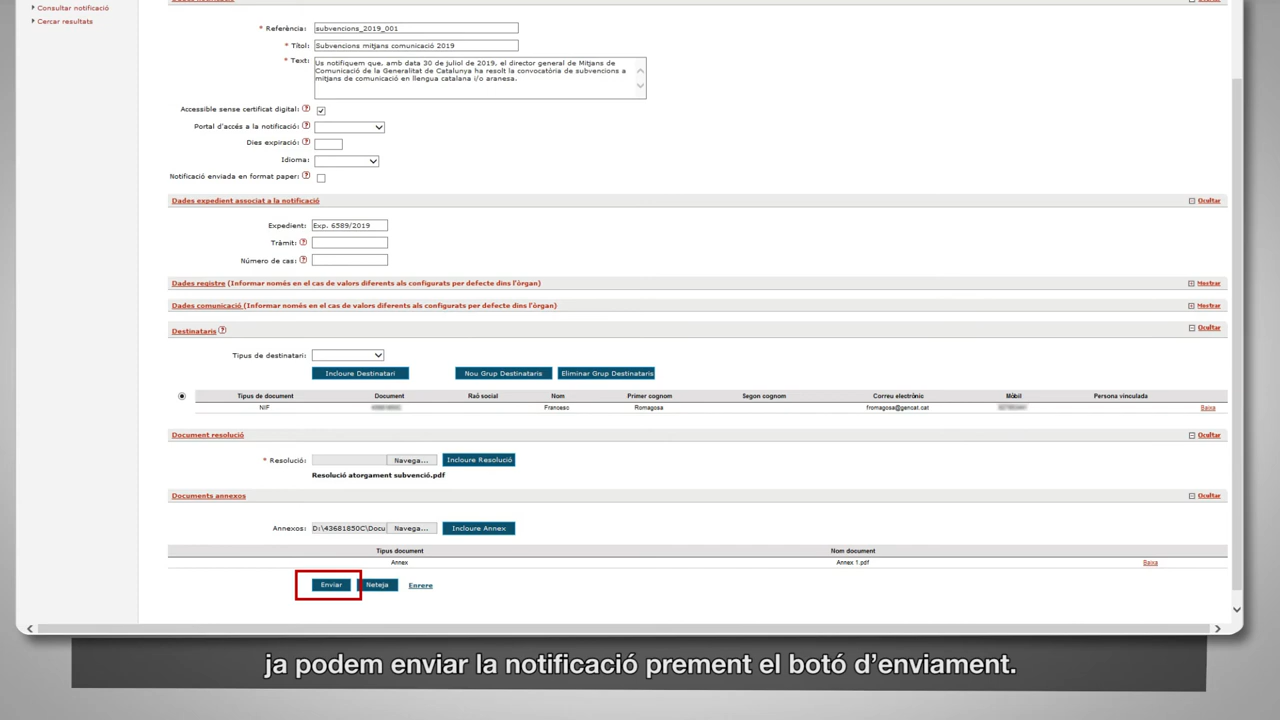 Consultar notificació
Cercar resultats
* Referència: subvencions_2019_001
* Títol: Subvencions mitjans comunicació 2019
* Text: Us notifiquem que, amb data 30 de juliol de 2019, el director general de Mitjans de
Comunicació de la Generalitat de Catalunya ha resolt la convocatòria de subvencions a
mitjans de comunicació en llengua catalana i/o aranesa.
Accessible sense certificat digital:
Portal d'accés a la notificació:
Dies expiració:
Idioma:
Notificació enviada en format paper:
Dades expedient associat a la notificació Ocultar
Expedient: Exp. 6589/2019
Tràmit:
Número de cas:
Dades registre (Informar només en el cas de valors diferents als configurats per defecte dins l'òrgan) Mostrar
Dades comunicació (Informar només en el cas de valors diferents als configurats per defecte dins l'òrgan) Mostrar
Destinataris Ocultar
Tipus de destinatari:
Incloure Destinatari Nou Grup Destinataris Eliminar Grup Destinataris
Tipus de document Document Raó social Nom Primer cognom Segon cognom Correu electrònic Mòbil Persona vinculada
NIF Francesc Romagosa fromagosa@gencat.cat Baixa
Document resolució Ocultar
* Resolució: Navega... Incloure Resolució
Resolució atorgament subvenció.pdf
Documents annexos Ocultar
Annexos: D:\43681850C\Docu Navega... Incloure Annex
Tipus document Nom document
Annex Annex 1.pdf Baixa
Enviar Neteja Enrere
ja podem enviar la notificació prement el botó d'enviament.